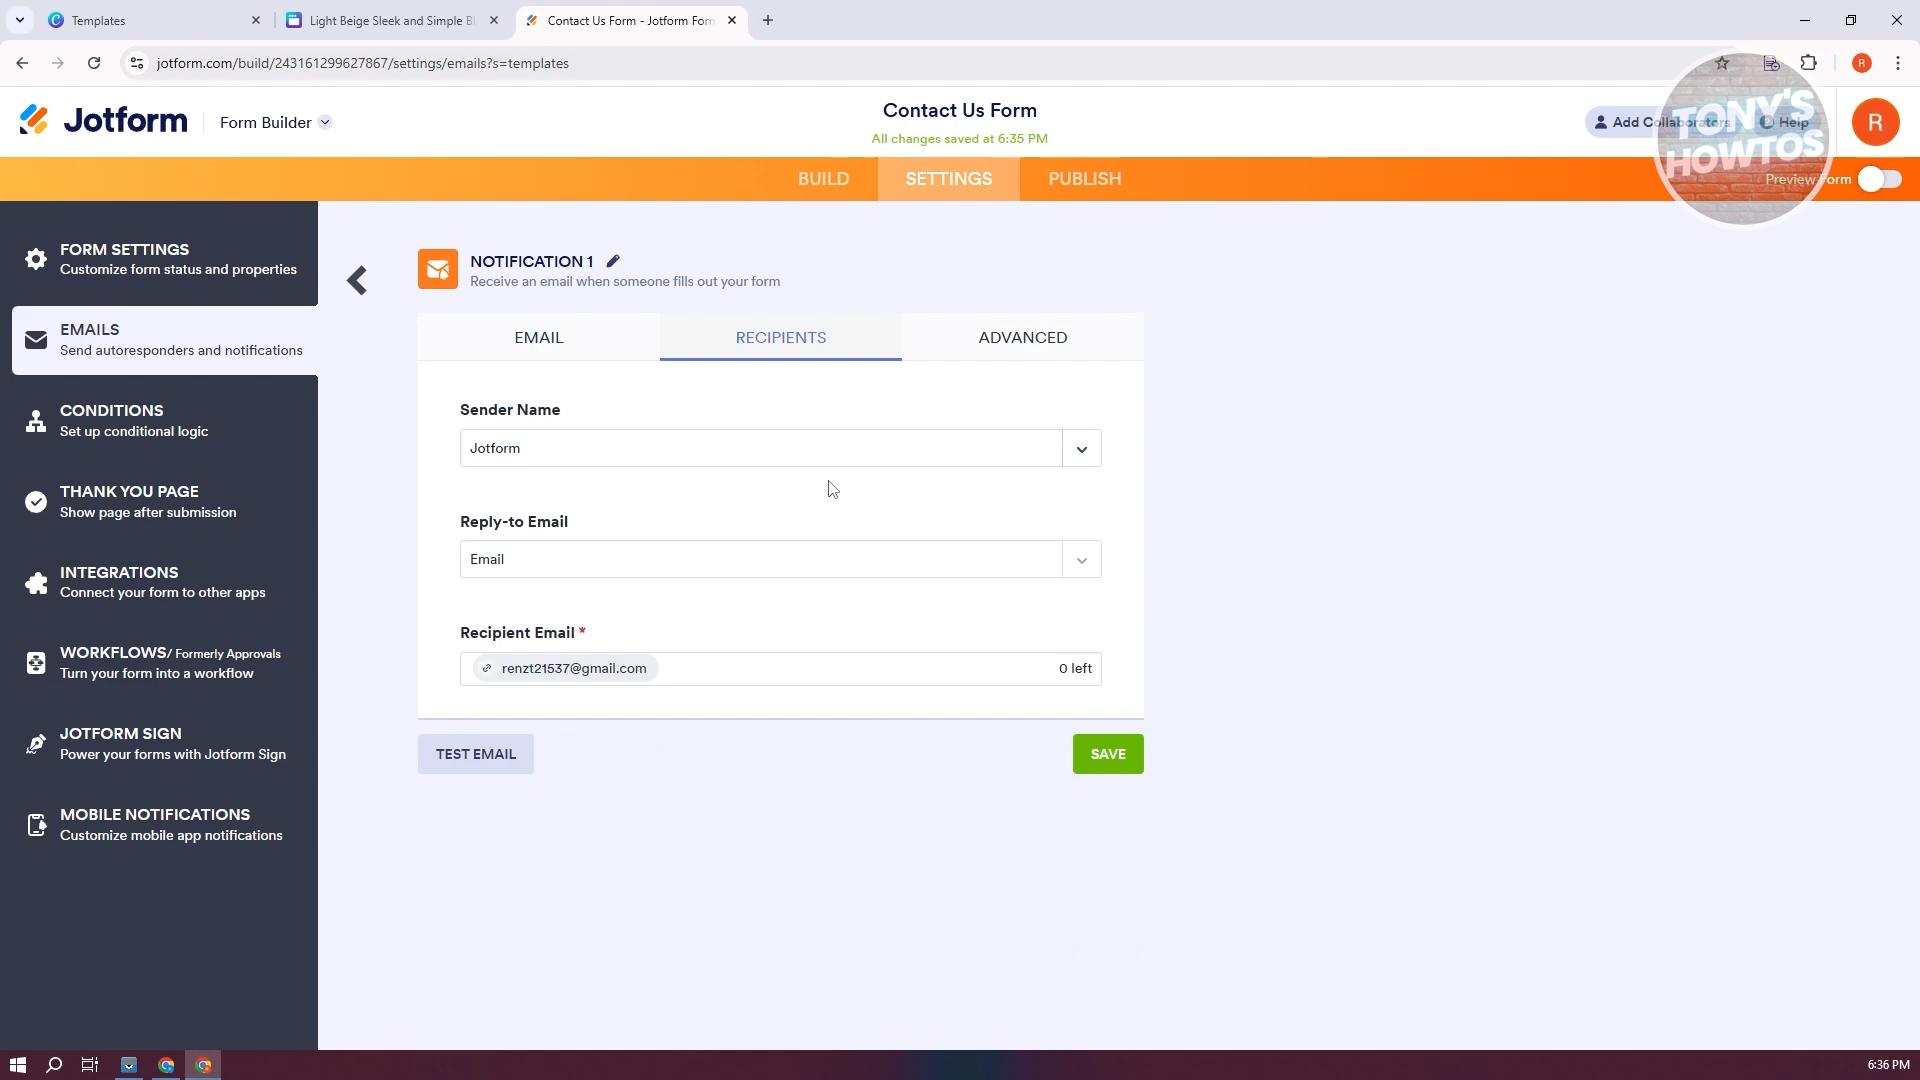 Templates
Light Beige Sleek and Simple Bl
Contact Us Form - Jotform Form
jotform.com/build/243161299627867/settings/emails?s=templates
Jotform
Form Builder
Contact Us Form
All changes saved at 6:35 PM
Add Collaborators
Help
R
R
TONY'S
HOWTOS
BUILD
SETTINGS
PUBLISH
Preview Form
FORM SETTINGS
Customize form status and properties
EMAILS
Send autoresponders and notifications
CONDITIONS
Set up conditional logic
THANK YOU PAGE
Show page after submission
INTEGRATIONS
Connect your form to other apps
WORKFLOWS/ Formerly Approvals
Turn your form into a workflow
JOTFORM SIGN
Power your forms with Jotform Sign
MOBILE NOTIFICATIONS
Customize mobile app notifications
NOTIFICATION 1
Receive an email when someone fills out your form
EMAIL
RECIPIENTS
ADVANCED
Sender Name
Jotform
Reply-to Email
Email
Recipient Email *
renzt21537@gmail.com
0 left
TEST EMAIL
SAVE
6:36 PM